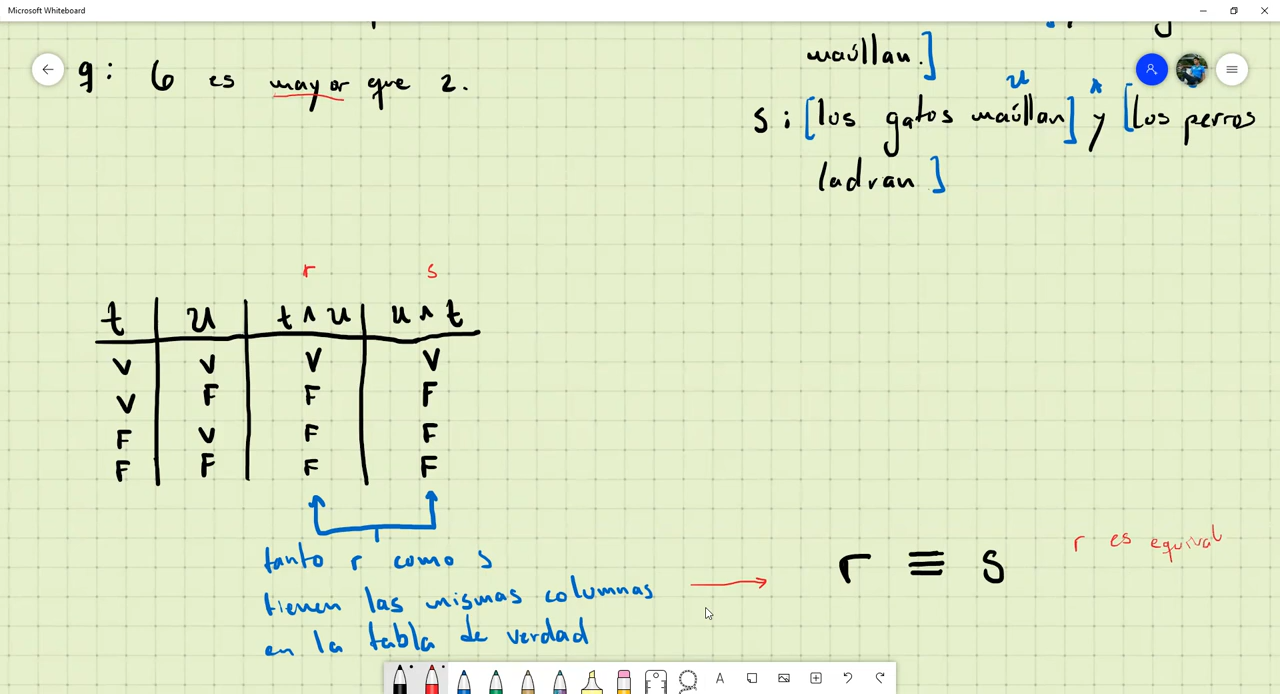 Microsoft Whiteboard
q: 6 es mayor que 2.
maúllan.]
u ∧
s: [los gatos maúllan] y [los perros
ladran]
r s
t u t ∧ u u ∧ t
V V V V
V F F F
F V F F
F F F F
tanto r como s
tienen las mismas columnas
en la tabla de verdad
r ≡ s
r es equival
A